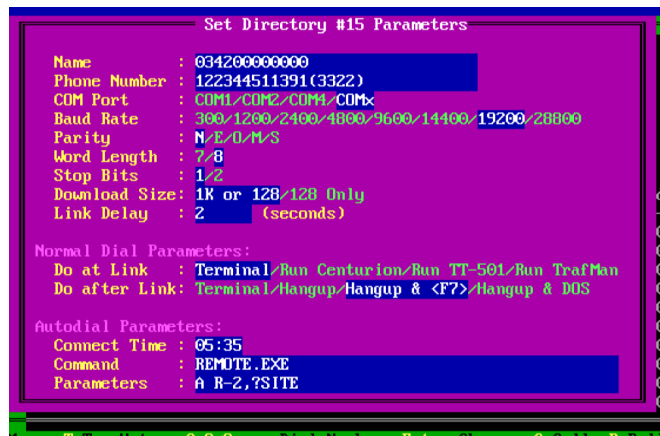 Set Directory #15 Parameters
Name : 034200000000
Phone Number : 122344511391(3322)
COM Port : COM1/COM2/COM4/COMx
Baud Rate : 300/1200/2400/4800/9600/14400/19200/28800
Parity : N/E/O/M/S
Word Length : 7/8
Stop Bits : 1/2
Download Size: 1K or 128/128 Only
Link Delay : 2 (seconds)
Normal Dial Parameters:
Do at Link : Terminal/Run Centurion/Run TT-501/Run TrafMan
Do after Link: Terminal/Hangup/Hangup & <F7>/Hangup & DOS
Autodial Parameters:
Connect Time : 05:35
Command : REMOTE.EXE
Parameters : A R-2,?SITE